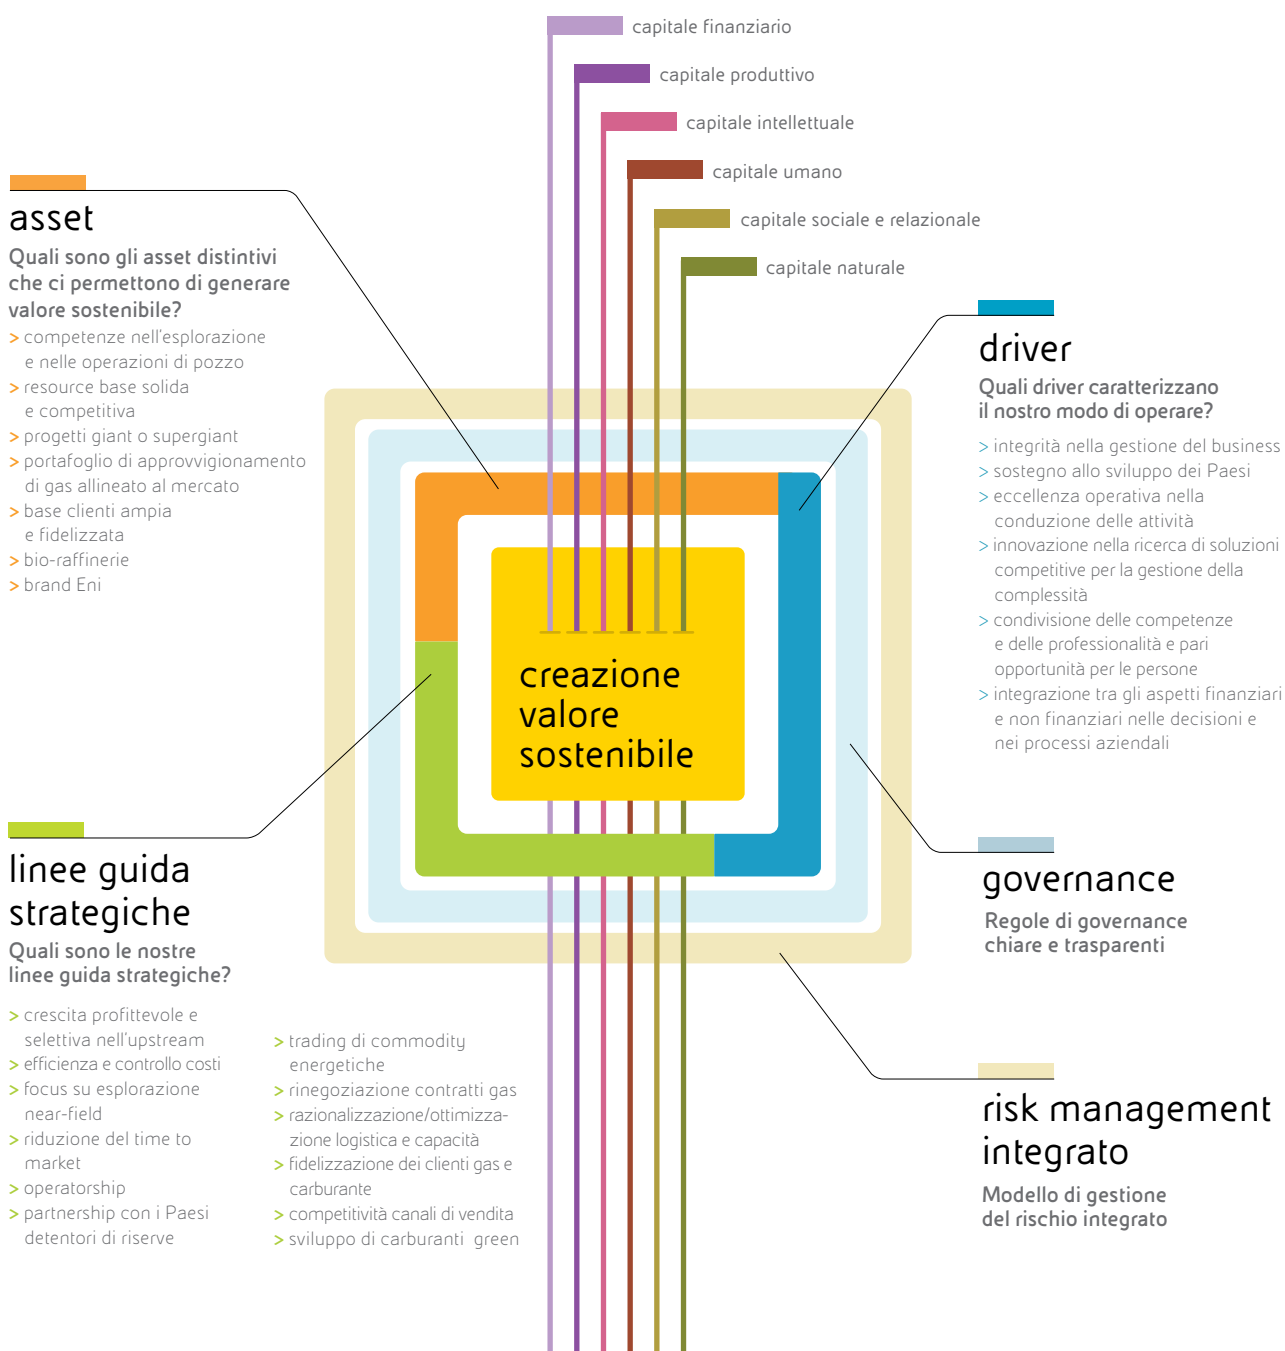 capitale finanziario
capitale produttivo
capitale intellettuale
capitale umano
capitale sociale e relazionale
capitale naturale
asset
Quali sono gli asset distintivi
che ci permettono di generare
valore sostenibile?
> competenze nell'esplorazione
e nelle operazioni di pozzo
> resource base solida
e competitiva
> progetti giant o supergiant
> portafoglio di approvvigionamento
di gas allineato al mercato
> base clienti ampia
e fidelizzata
> bio-raffinerie
> brand Eni
driver
Quali driver caratterizzano
il nostro modo di operare?
> integrità nella gestione del business
> sostegno allo sviluppo dei Paesi
> eccellenza operativa nella
conduzione delle attività
> innovazione nella ricerca di soluzioni
competitive per la gestione della
complessità
> condivisione delle competenze
e delle professionalità e pari
opportunità per le persone
> integrazione tra gli aspetti finanziari
e non finanziari nelle decisioni e
nei processi aziendali
creazione
valore
sostenibile
linee guida
strategiche
Quali sono le nostre
linee guida strategiche?
> crescita profittevole e
selettiva nell'upstream
> efficienza e controllo costi
> focus su esplorazione
near-field
> riduzione del time to
market
> operatorship
> partnership con i Paesi
detentori di riserve
> trading di commodity
energetiche
> rinegoziazione contratti gas
> razionalizzazione/ottimizza-
zione logistica e capacità
> fidelizzazione dei clienti gas e
carburante
> competitività canali di vendita
> sviluppo di carburanti green
governance
Regole di governance
chiare e trasparenti
risk management
integrato
Modello di gestione
del rischio integrato